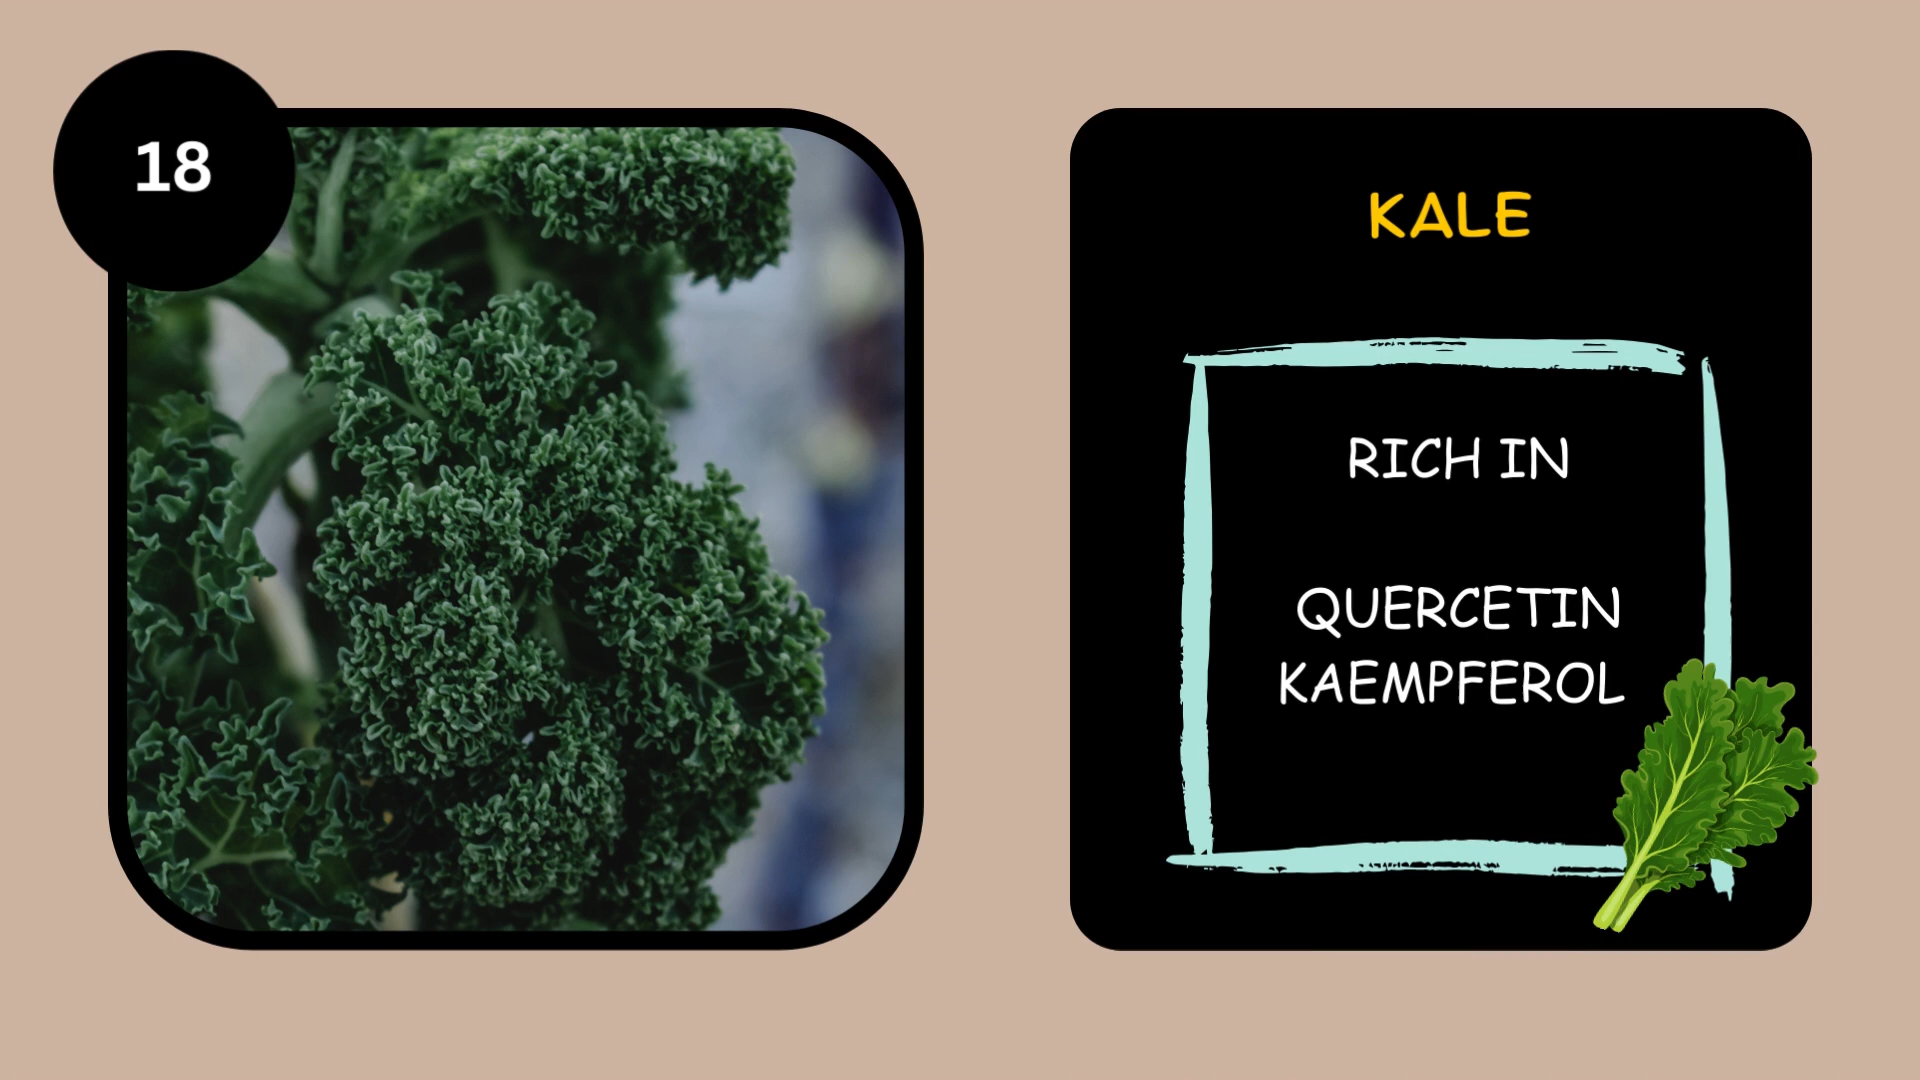 18
KALE
RICH IN
QUERCETIN
KAEMPFEROL